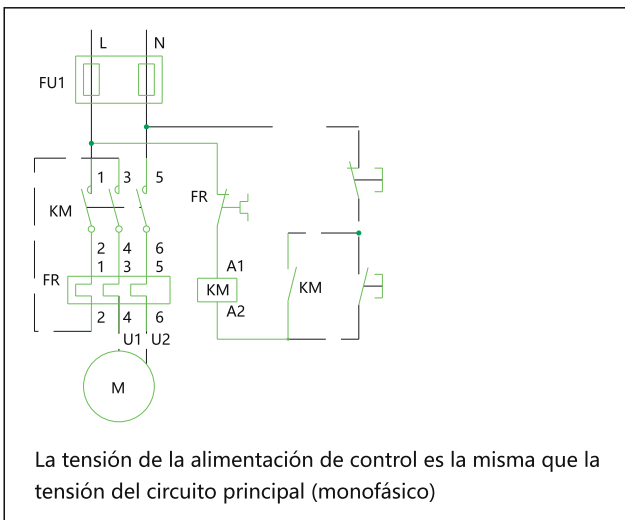 L N
FU1
1 3 5
KM
FR
2 4 6
1 3 5
FR
A1
KM
KM
A2
2 4 6
U1 U2
M
La tensión de la alimentación de control es la misma que la
tensión del circuito principal (monofásico)